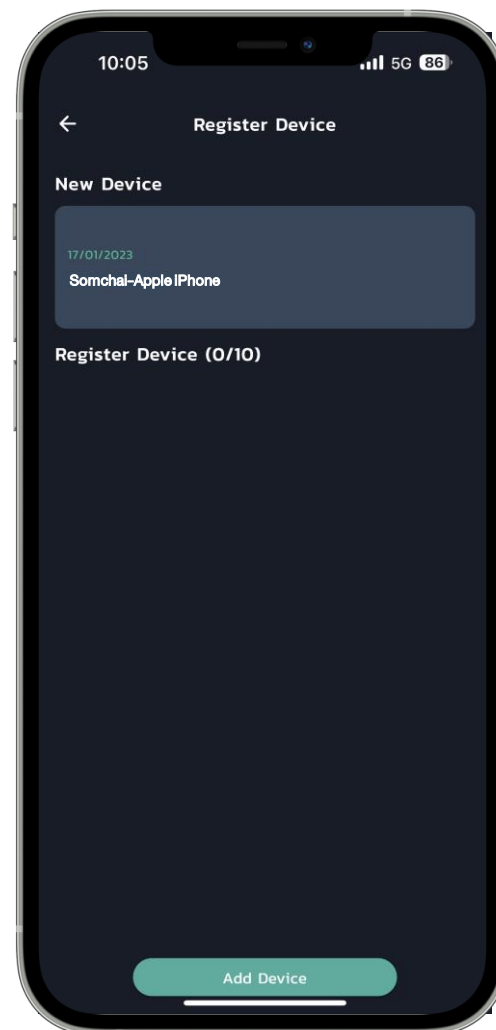 10:05
5G 86
Register Device
New Device
17/01/2023
Somchai-Apple iPhone
Register Device (0/10)
Add Device